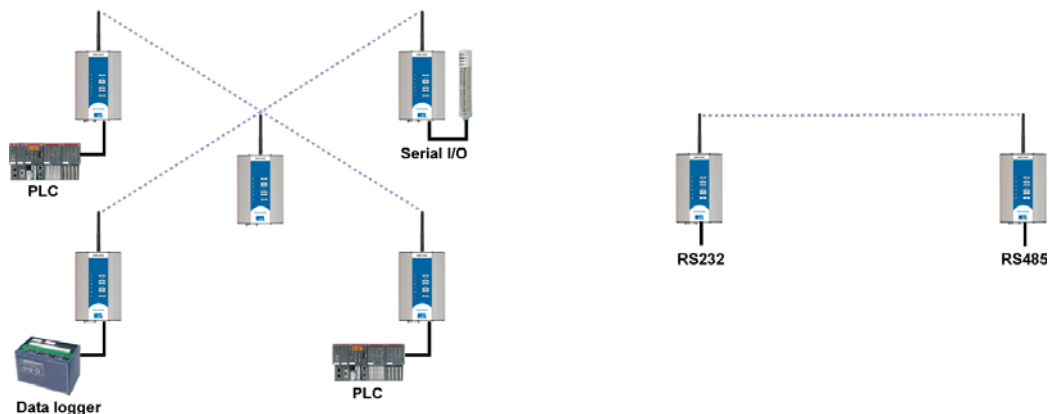 Serial I/O
PLC
RS232
RS485
PLC
Data logger